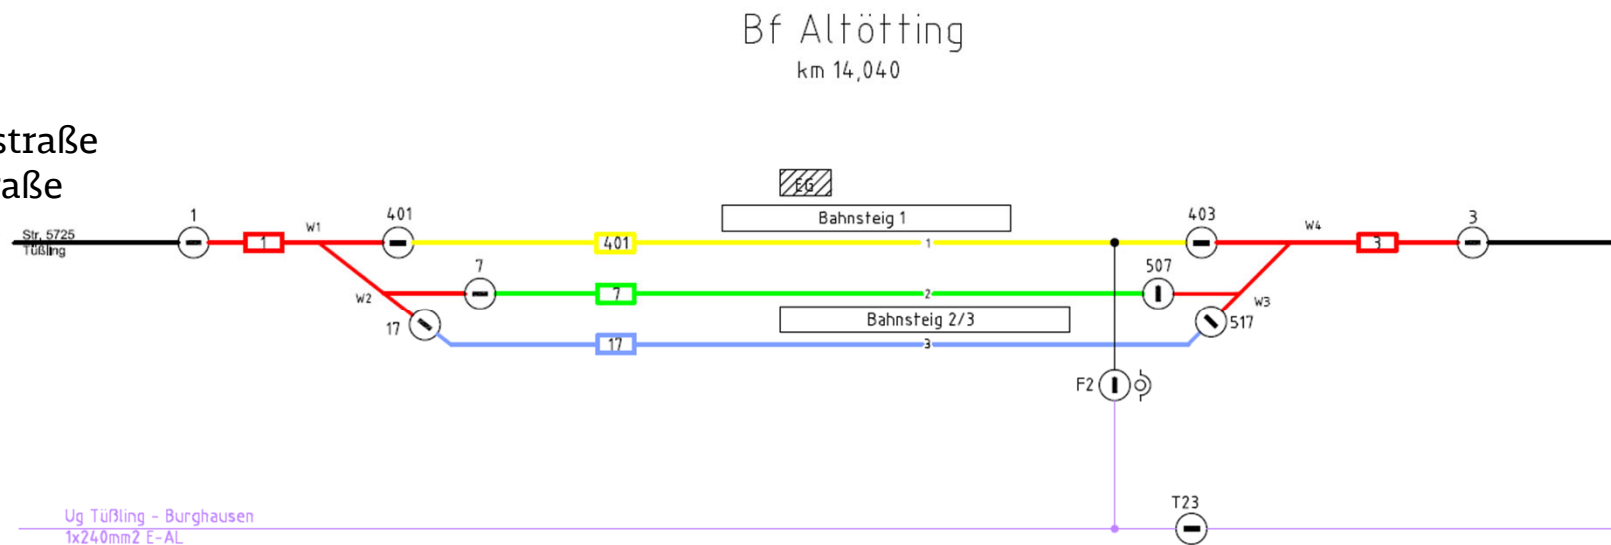 Bf Altötting
km 14,040
straße
raße
EG
1
401
Bahnsteig 1
403
3
W1
W4
Str. 5725
Tüßling
1
401
1
3
7
507
W2
7
2
W3
17
Bahnsteig 2/3
517
17
3
F2
T23
Ug Tüßling - Burghausen
1x240mm2 E-AL